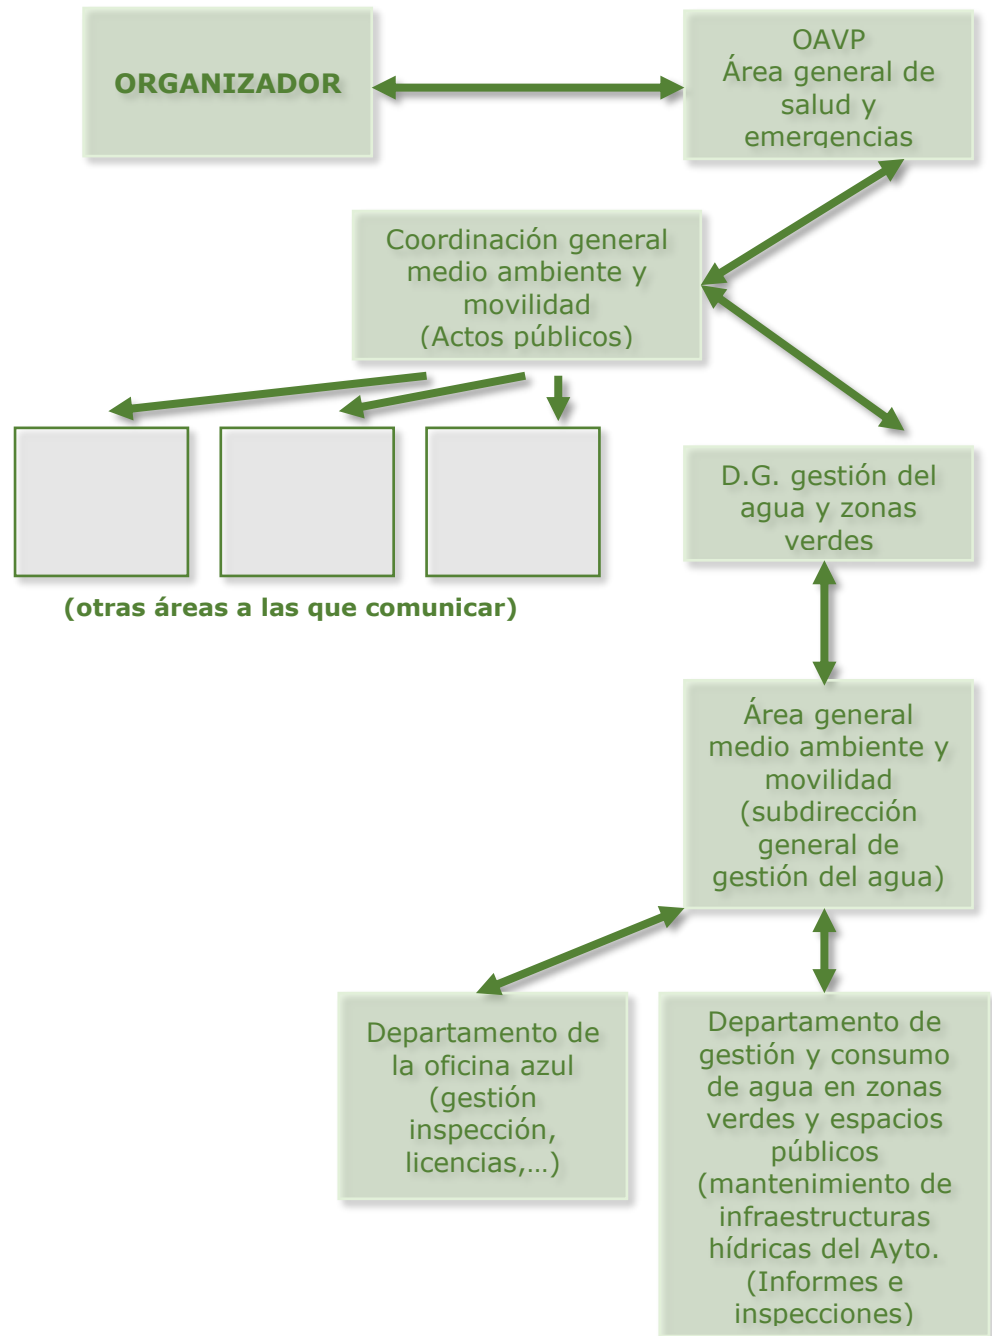 ORGANIZADOR
OAVP
Área general de
salud y
emergencias
Coordinación general
medio ambiente y
movilidad
(Actos públicos)
(otras áreas a las que comunicar)
D.G. gestión del
agua y zonas
verdes
Área general
medio ambiente y
movilidad
(subdirección
general de
gestión del agua)
Departamento de
la oficina azul
(gestión
inspección,
licencias,…)
Departamento de
gestión y consumo
de agua en zonas
verdes y espacios
públicos
(mantenimiento de
infraestructuras
hídricas del Ayto.
(Informes e
inspecciones)